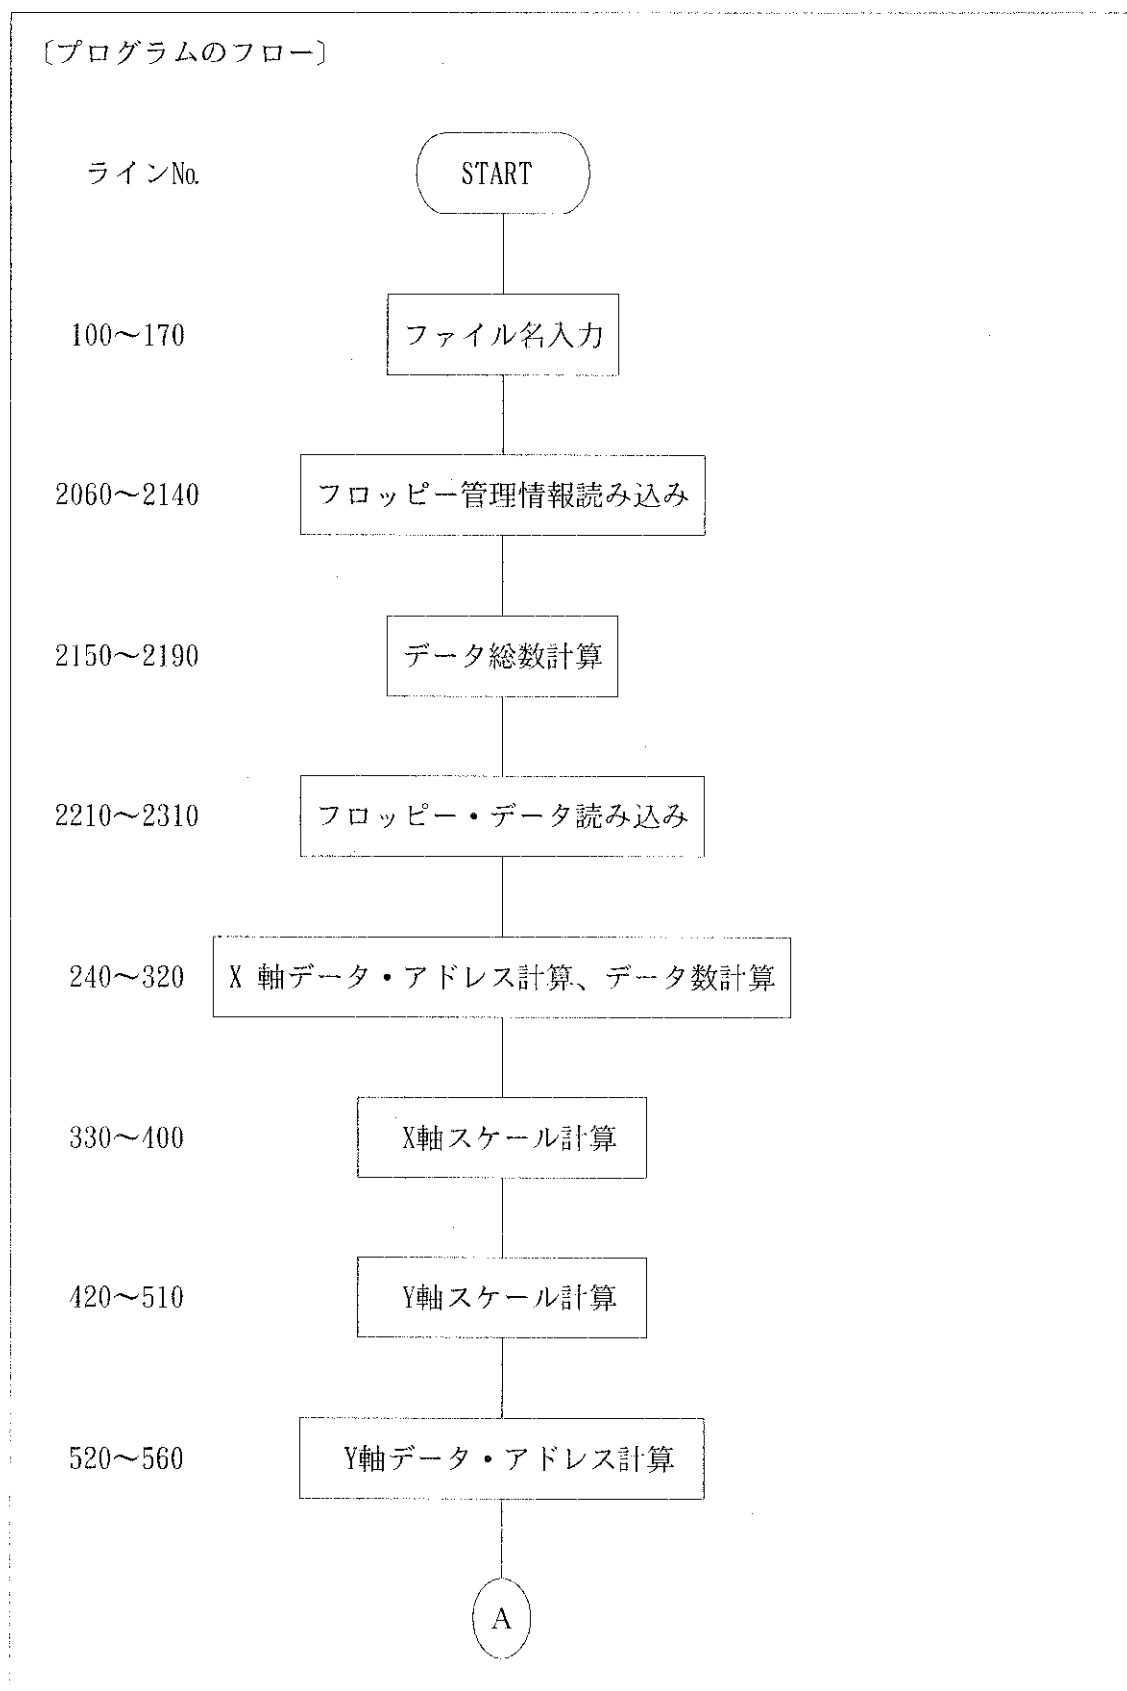 〔プログラムのフロー〕
ラインNo.
START
100～170
ファイル名入力
2060～2140
フロッピー管理情報読み込み
2150～2190
データ総数計算
2210～2310
フロッピー・データ読み込み
240～320
X 軸データ・アドレス計算、データ数計算
330～400
X軸スケール計算
420～510
Y軸スケール計算
520～560
Y軸データ・アドレス計算
A